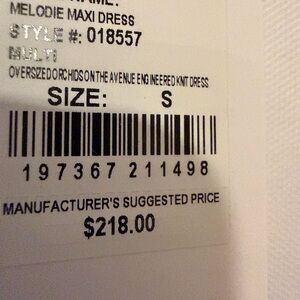 NAME:
MELODIE MAXI DRESS
STYLE #: 018557
MULTI
OVERSIZED ORCHIDS ON THE AVENUE ENGINEERED KNIT DRESS
SIZE: S
197367 211498
MANUFACTURER'S SUGGESTED PRICE
$218.00